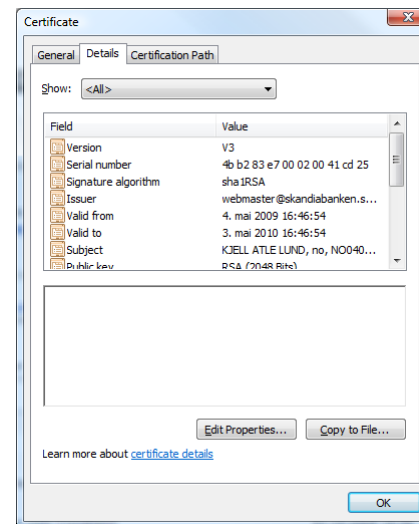 Certificate
General Details Certification Path
Show: <All>
Field Value
Version V3
Serial number 4b b2 83 e7 00 02 00 41 cd 25
Signature algorithm sha1RSA
Issuer webmaster@skandiabanken.s...
Valid from 4. mai 2009 16:46:54
Valid to 3. mai 2010 16:46:54
Subject KJELL ATLE LUND, no, NO040...
Public key RSA (2048 Bits)
Edit Properties... Copy to File...
Learn more about certificate details
OK